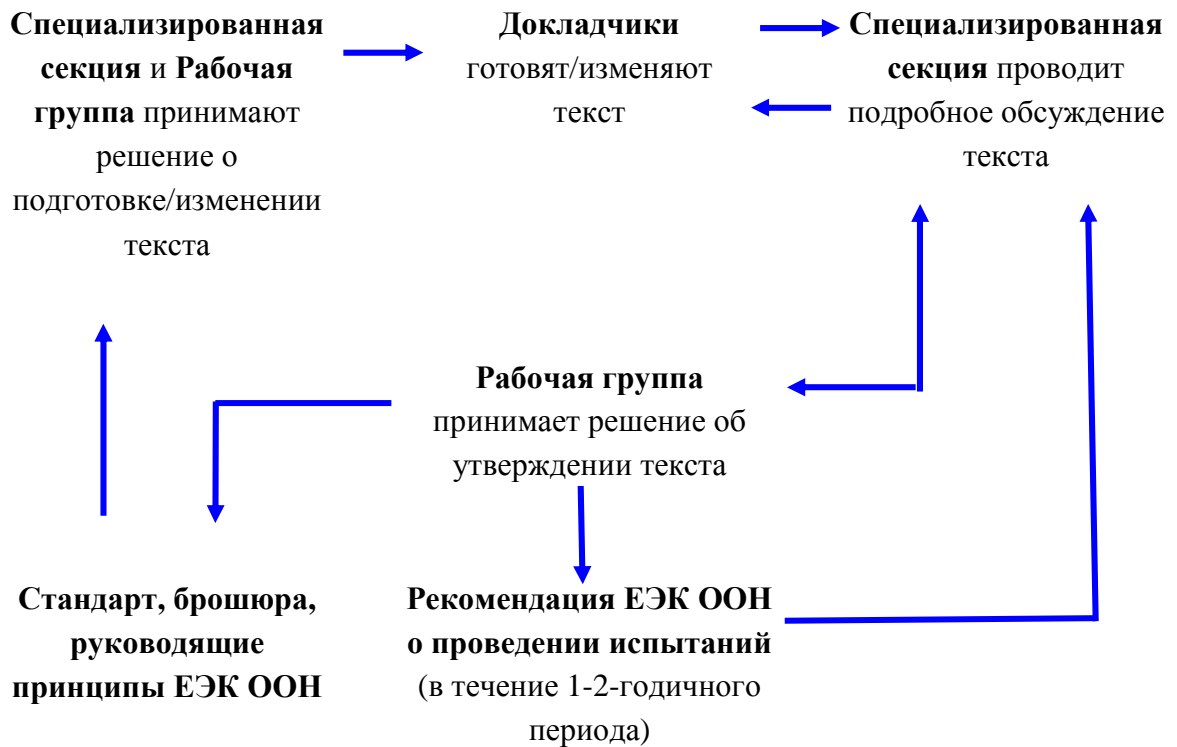 Специализированная
секция и Рабочая
группа принимают
решение о
подготовке/изменении
текста
Докладчики
готовят/изменяют
текст
Специализированная
секция проводит
подробное обсуждение
текста
Рабочая группа
принимает решение об
утверждении текста
Стандарт, брошюра,
руководящие
принципы ЕЭК ООН
Рекомендация ЕЭК ООН
о проведении испытаний
(в течение 1-2-годичного
периода)